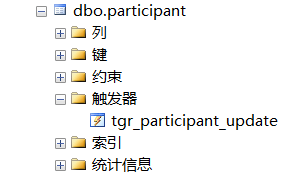 dbo.participant
列
键
约束
触发器
tgr_participant_update
索引
统计信息